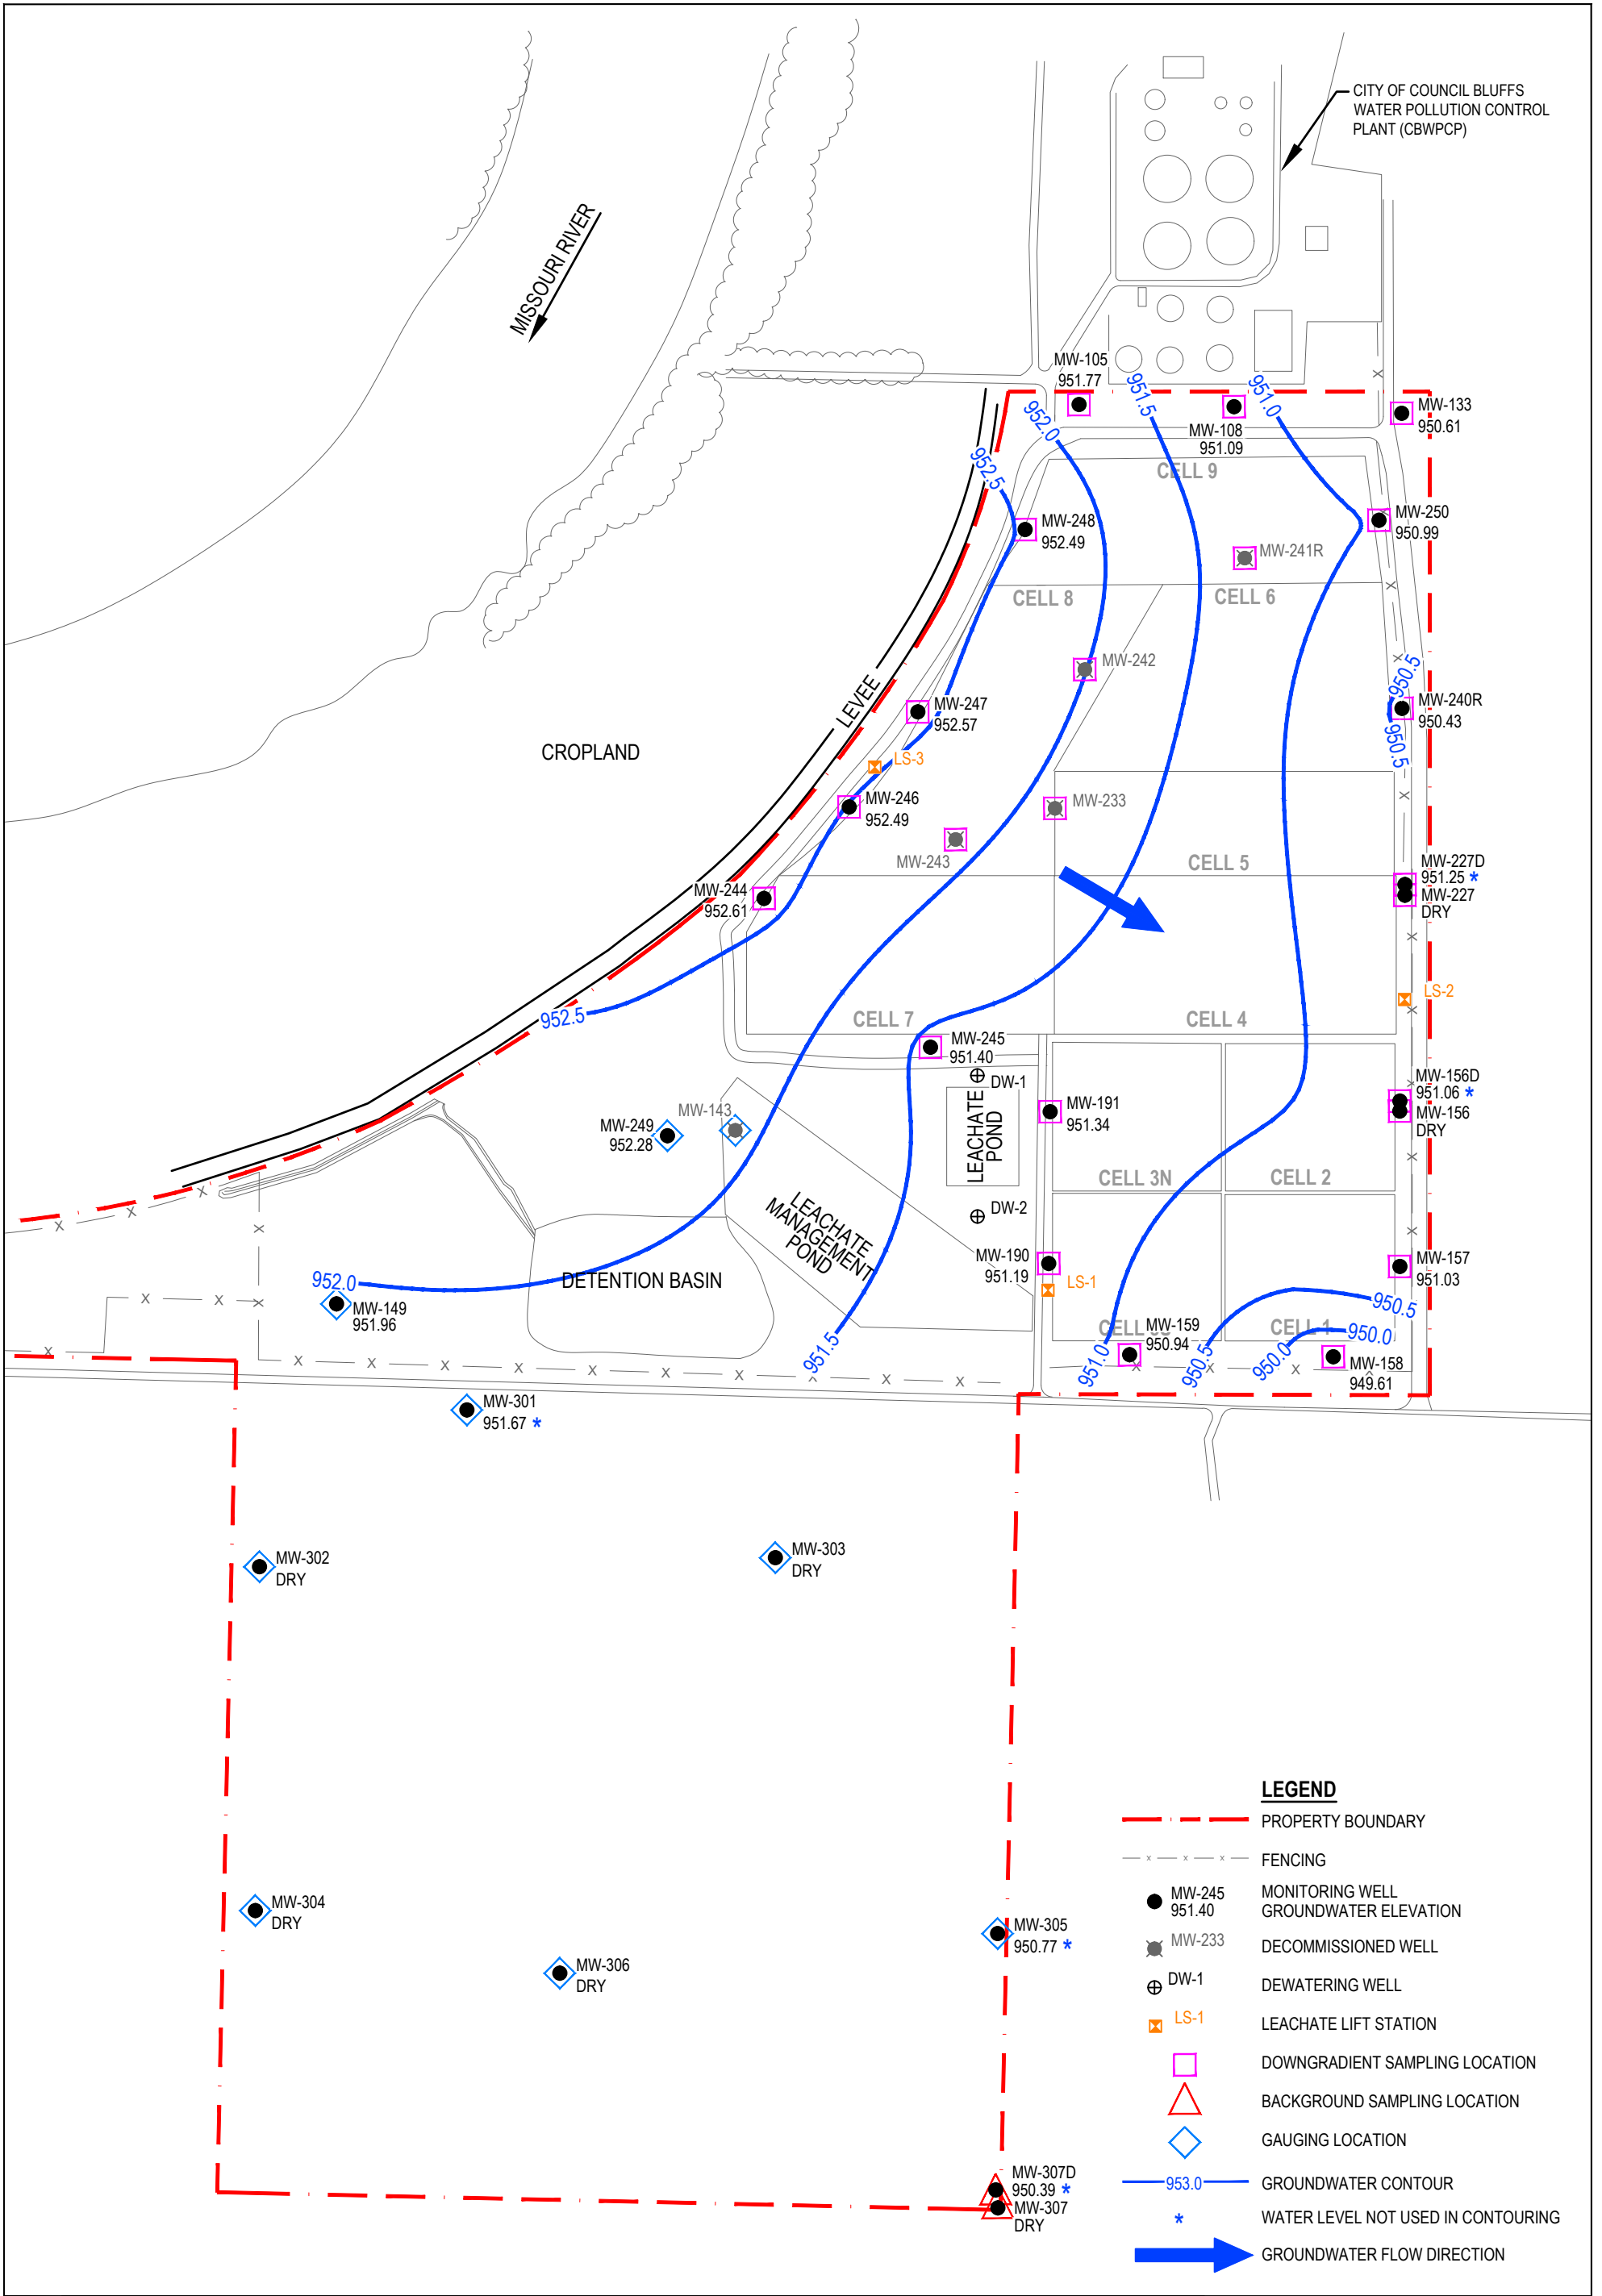 CITY OF COUNCIL BLUFFS
WATER POLLUTION CONTROL
PLANT (CBWPCP)
MISSOURI RIVER
MW-105
951.77
951.5
951.0
952.0
MW-133
950.61
MW-108
951.09
952.5
CELL 9
MW-248
952.49
MW-250
950.99
MW-241R
CELL 8
CELL 6
MW-242
950.5
LEVEE
MW-247
952.57
MW-240R
950.43
950.5
CROPLAND
LS-3
MW-246
952.49
MW-233
MW-243
CELL 5
MW-227D
951.25 *
MW-227
DRY
MW-244
952.61
LS-2
952.5
CELL 7
CELL 4
MW-245
951.40
DW-1
MW-156D
951.06 *
MW-156
DRY
MW-191
951.34
LEACHATE
POND
MW-143
MW-249
952.28
CELL 3N
CELL 2
LEACHATE
MANAGEMENT
POND
DW-2
MW-190
951.19
LS-1
MW-157
951.03
952.0
DETENTION BASIN
MW-149
951.96
950.5
950.0
MW-159
950.94
CELL 3S
CELL 1
951.5
951.0
950.5
950.0
MW-158
949.61
MW-301
951.67 *
MW-302
DRY
MW-303
DRY
MW-304
DRY
MW-305
950.77 *
MW-306
DRY
MW-307D
950.39 *
MW-307
DRY
LEGEND
PROPERTY BOUNDARY
x x x FENCING
MW-245 MONITORING WELL
951.40 GROUNDWATER ELEVATION
MW-233 DECOMMISSIONED WELL
DW-1 DEWATERING WELL
LS-1 LEACHATE LIFT STATION
DOWNGRADIENT SAMPLING LOCATION
BACKGROUND SAMPLING LOCATION
GAUGING LOCATION
953.0 GROUNDWATER CONTOUR
* WATER LEVEL NOT USED IN CONTOURING
GROUNDWATER FLOW DIRECTION